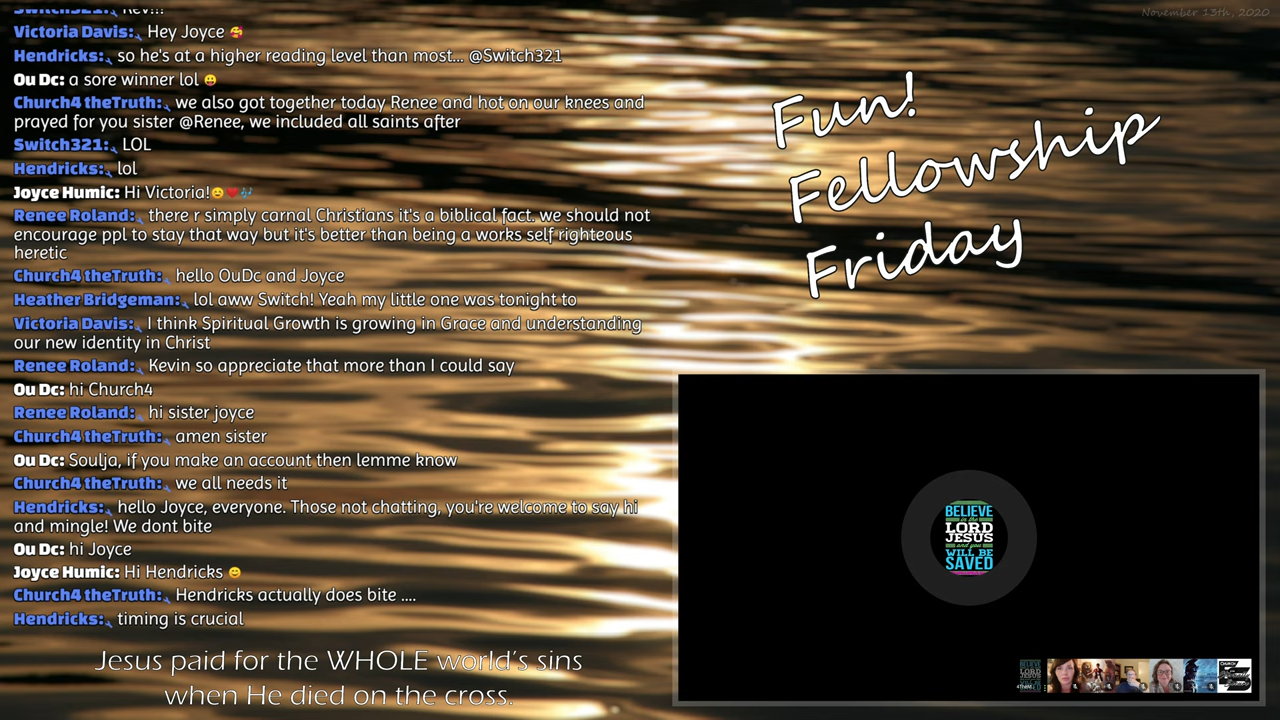 Switch321: Rev!!!
November 13th, 2020
Victoria Davis: Hey Joyce 🥰
Hendricks: so he's at a higher reading level than most... @Switch321
Ou Dc: a sore winner lol 😛
Church4 theTruth: we also got together today Renee and hot on our knees and
prayed for you sister @Renee, we included all saints after
Switch321: LOL
Hendricks: lol
Joyce Humic: Hi Victoria!😊❤️🎶
Renee Roland: there r simply carnal Christians it's a biblical fact. we should not
encourage ppl to stay that way but it's better than being a works self righteous
heretic
Church4 theTruth: hello OuDc and Joyce
Heather Bridgeman: lol aww Switch! Yeah my little one was tonight to
Victoria Davis: I think Spiritual Growth is growing in Grace and understanding
our new identity in Christ
Renee Roland: Kevin so appreciate that more than I could say
Ou Dc: hi Church4
Renee Roland: hi sister joyce
Church4 theTruth: amen sister
Ou Dc: Soulja, if you make an account then lemme know
Church4 theTruth: we all needs it
Hendricks: hello Joyce, everyone. Those not chatting, you're welcome to say hi
and mingle! We dont bite
Ou Dc: hi Joyce
Joyce Humic: Hi Hendricks 😊
Church4 theTruth: Hendricks actually does bite ....
Hendricks: timing is crucial
Jesus paid for the WHOLE world's sins
when He died on the cross.
Fun!
Fellowship
Friday
BELIEVE
in the
LORD
JESUS
and you
WILL BE
SAVED